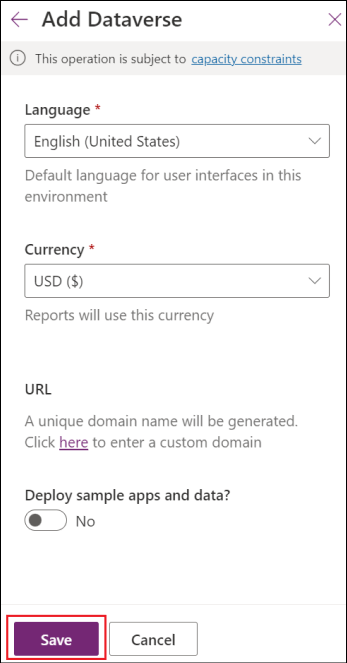 Add Dataverse
This operation is subject to capacity constraints
Language *
English (United States)
Default language for user interfaces in this
environment
Currency *
USD ($)
Reports will use this currency
URL
A unique domain name will be generated.
Click here to enter a custom domain
Deploy sample apps and data?
No
Save Cancel